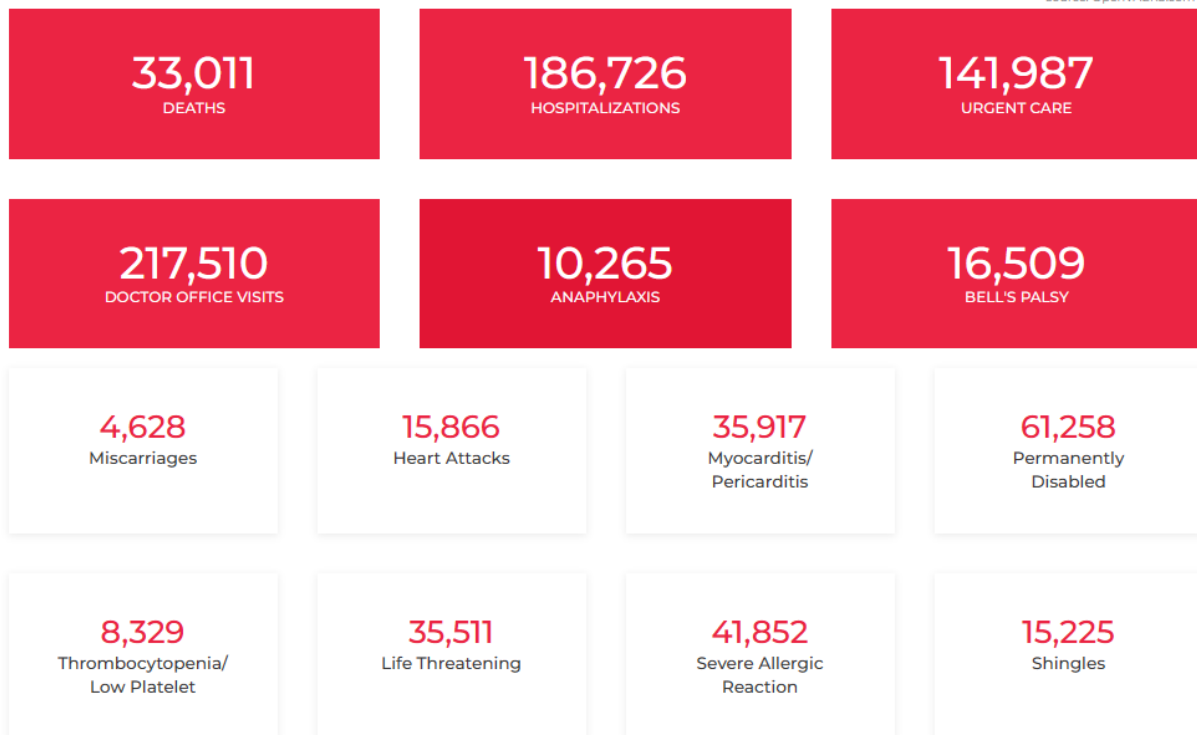 33,011
DEATHS
186,726
HOSPITALIZATIONS
141,987
URGENT CARE
217,510
DOCTOR OFFICE VISITS
10,265
ANAPHYLAXIS
16,509
BELL'S PALSY
4,628
Miscarriages
15,866
Heart Attacks
35,917
Myocarditis/
Pericarditis
61,258
Permanently
Disabled
8,329
Thrombocytopenia/
Low Platelet
35,511
Life Threatening
41,852
Severe Allergic
Reaction
15,225
Shingles